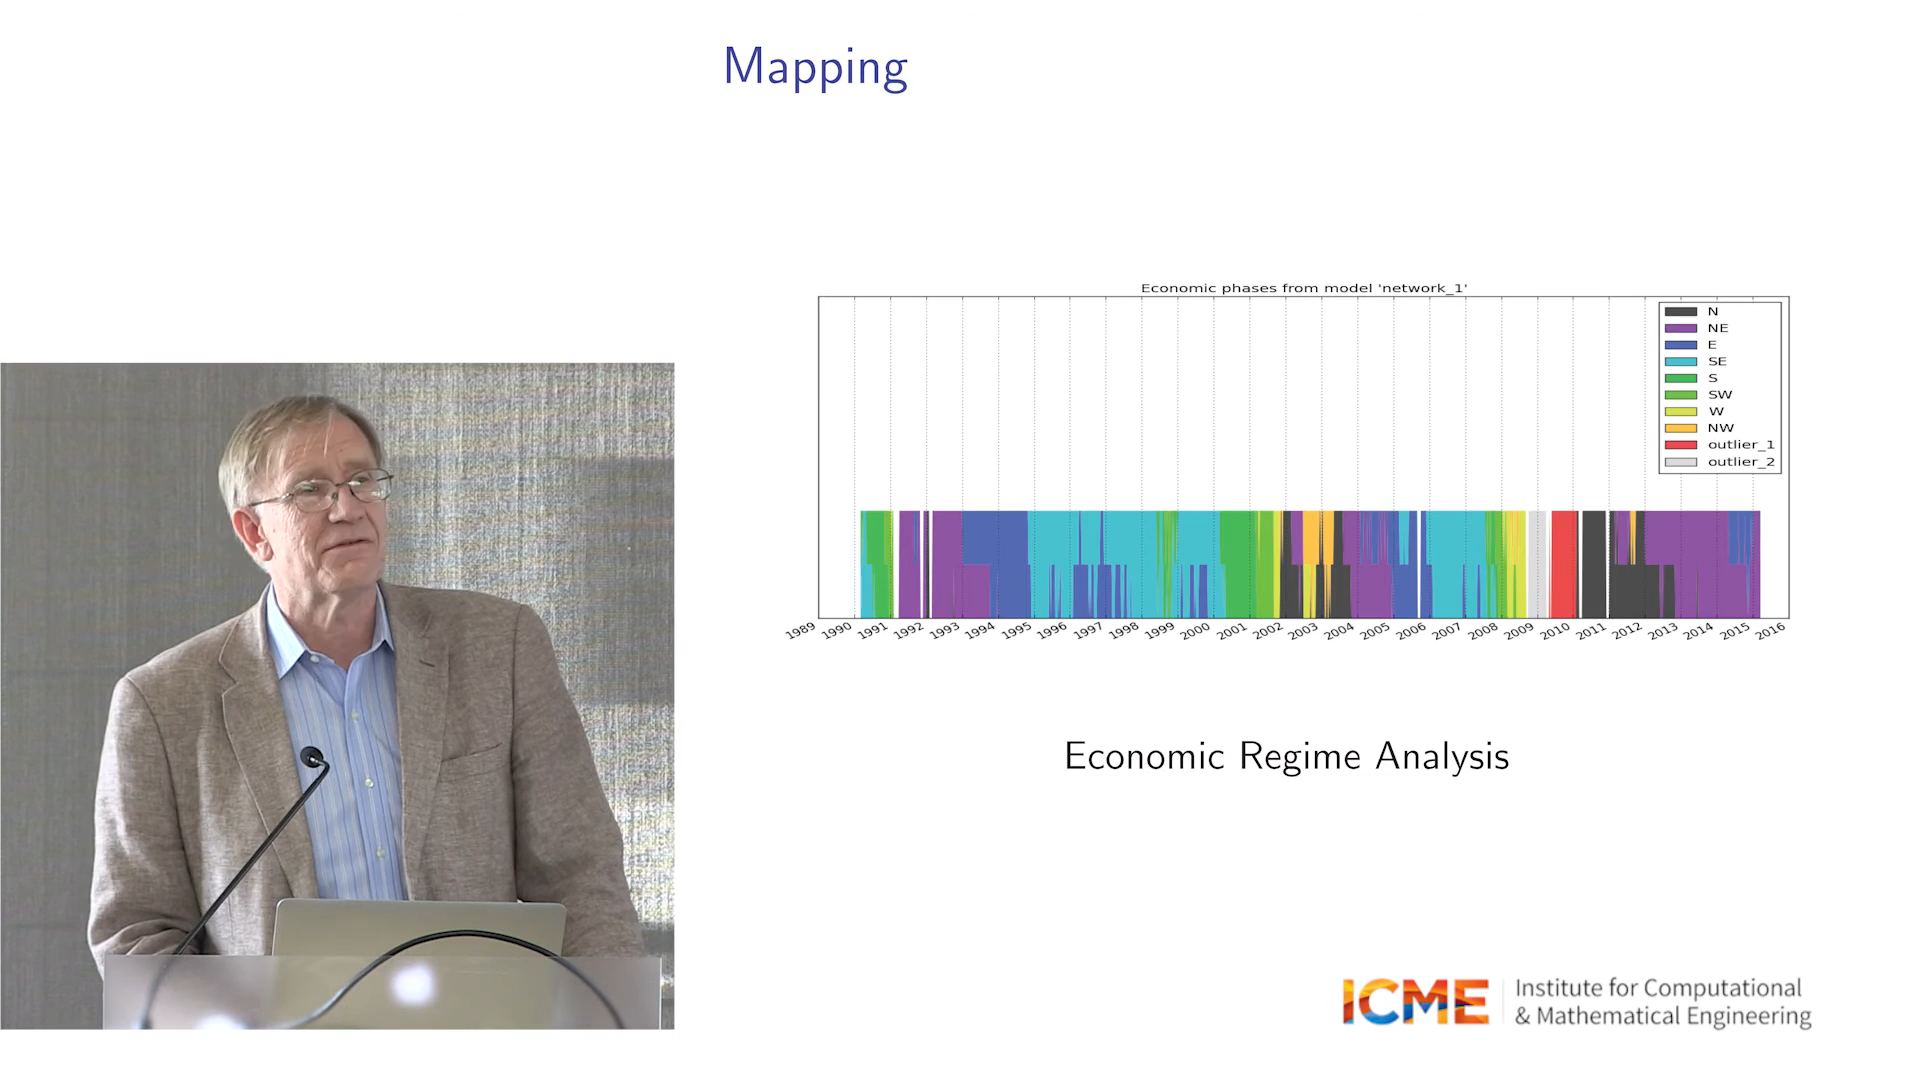 Mapping
Economic phases from model 'network_1'
N
NE
E
SE
S
SW
W
NW
outlier_1
outlier_2
1989 1990 1991 1992 1993 1994 1995 1996 1997 1998 1999 2000 2001 2002 2003 2004 2005 2006 2007 2008 2009 2010 2011 2012 2013 2014 2015 2016
Economic Regime Analysis
ICME
Institute for Computational
& Mathematical Engineering